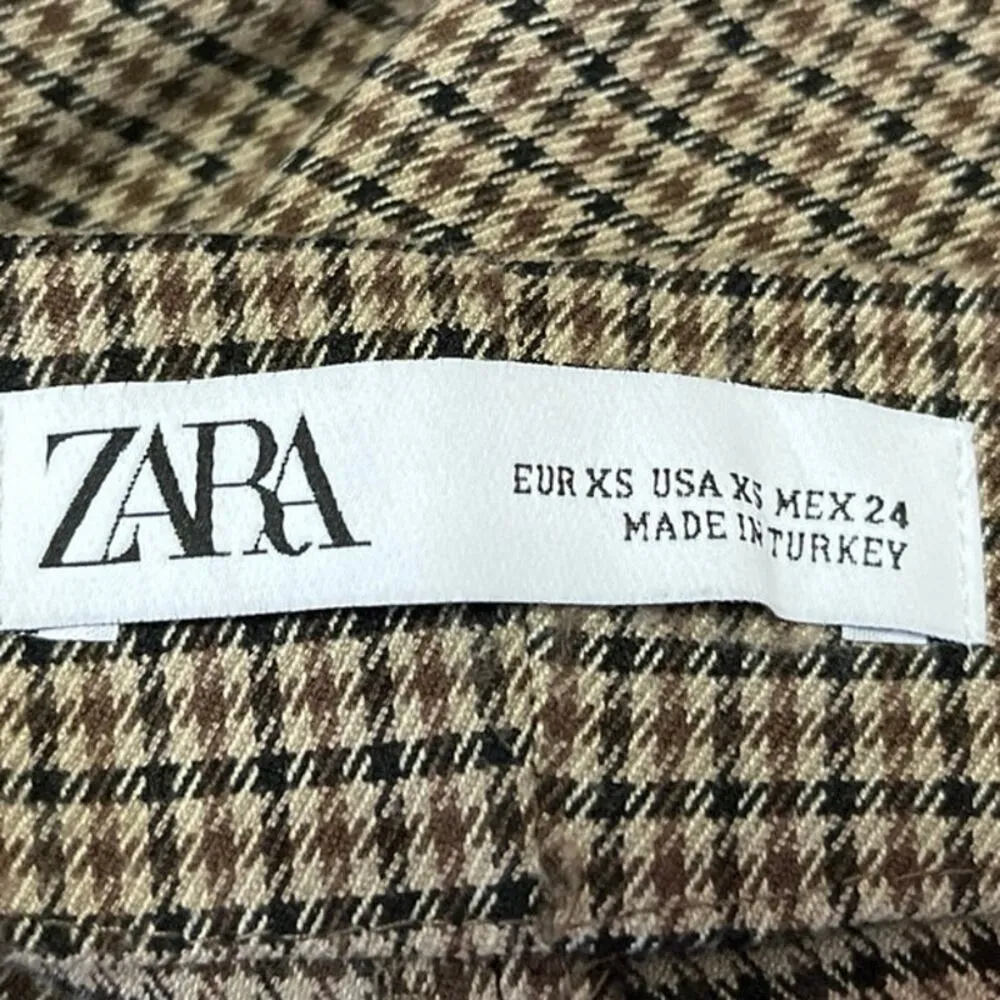 ZARA
EUR XS USA XS MEX 24
MADE IN TURKEY